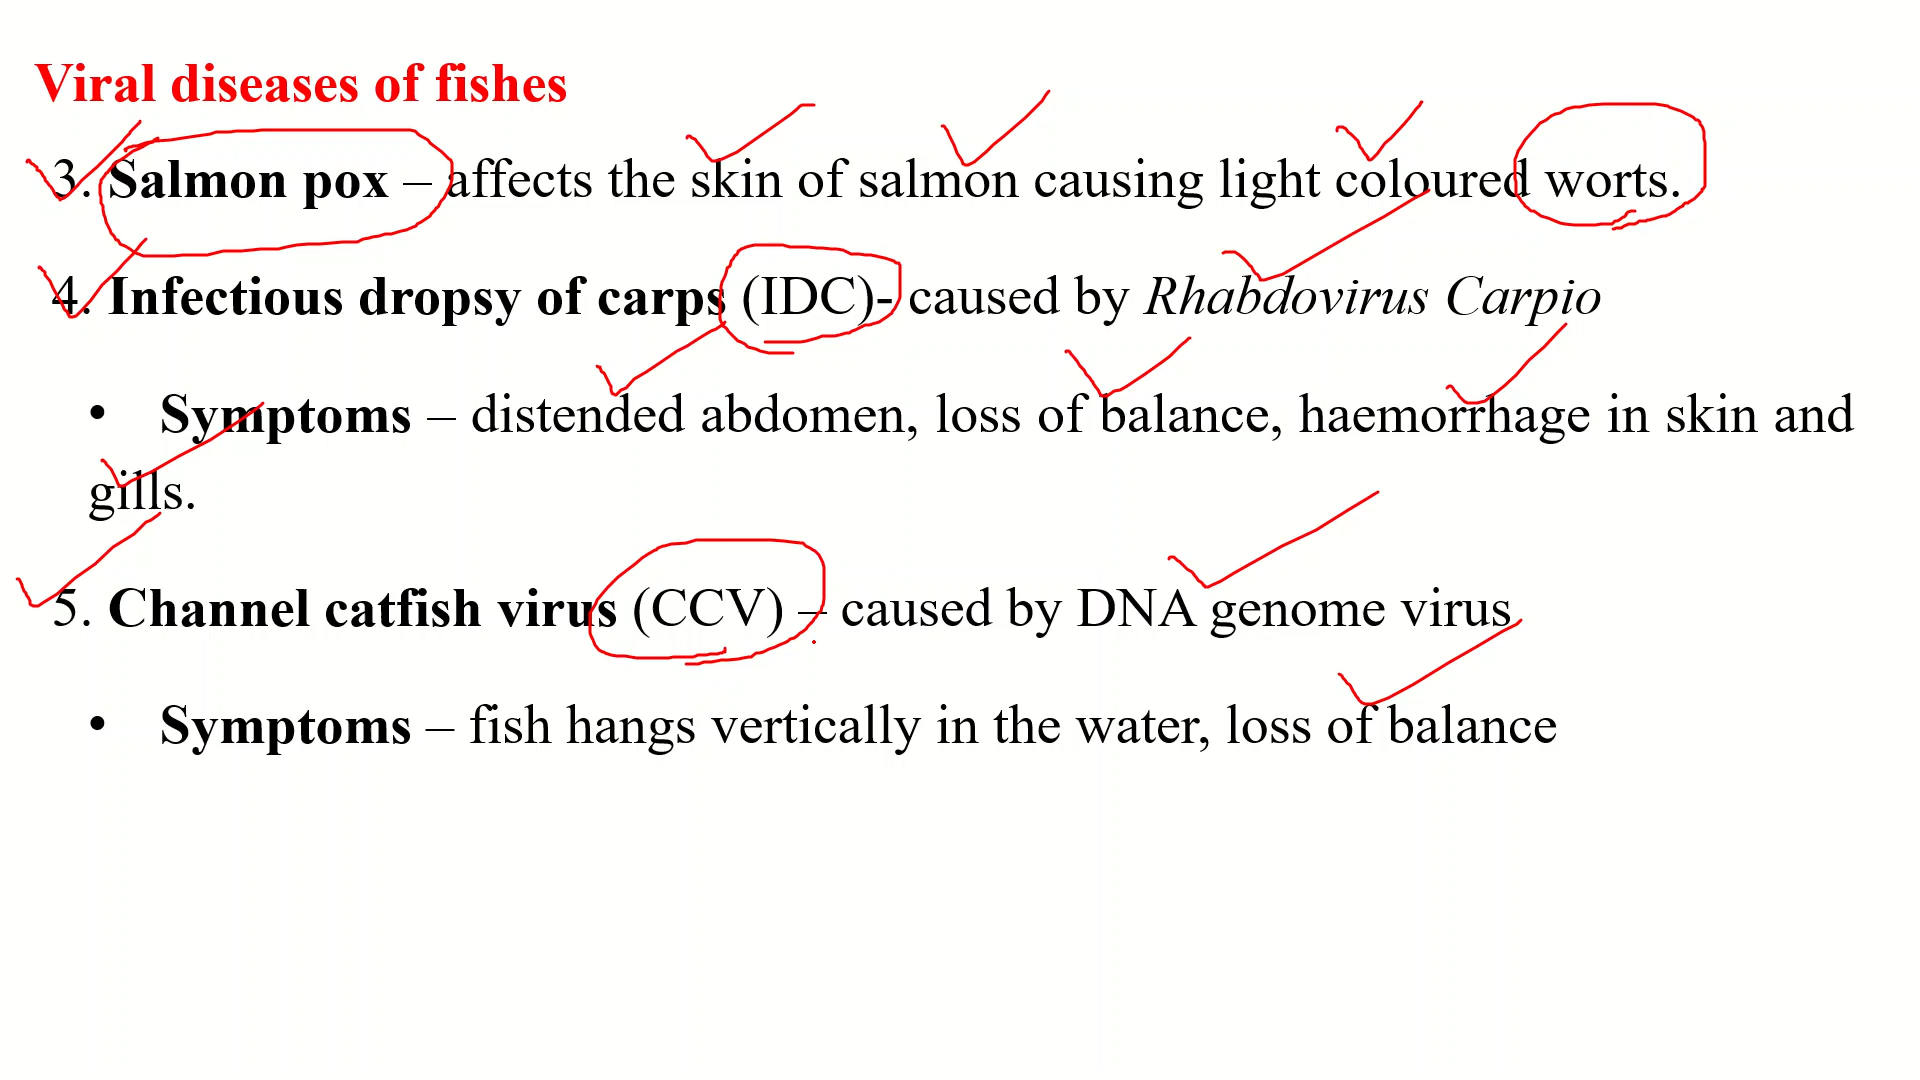 Viral diseases of fishes
3. Salmon pox – affects the skin of salmon causing light coloured worts.
4. Infectious dropsy of carps (IDC)- caused by Rhabdovirus Carpio
• Symptoms – distended abdomen, loss of balance, haemorrhage in skin and
gills.
5. Channel catfish virus (CCV) – caused by DNA genome virus
• Symptoms – fish hangs vertically in the water, loss of balance